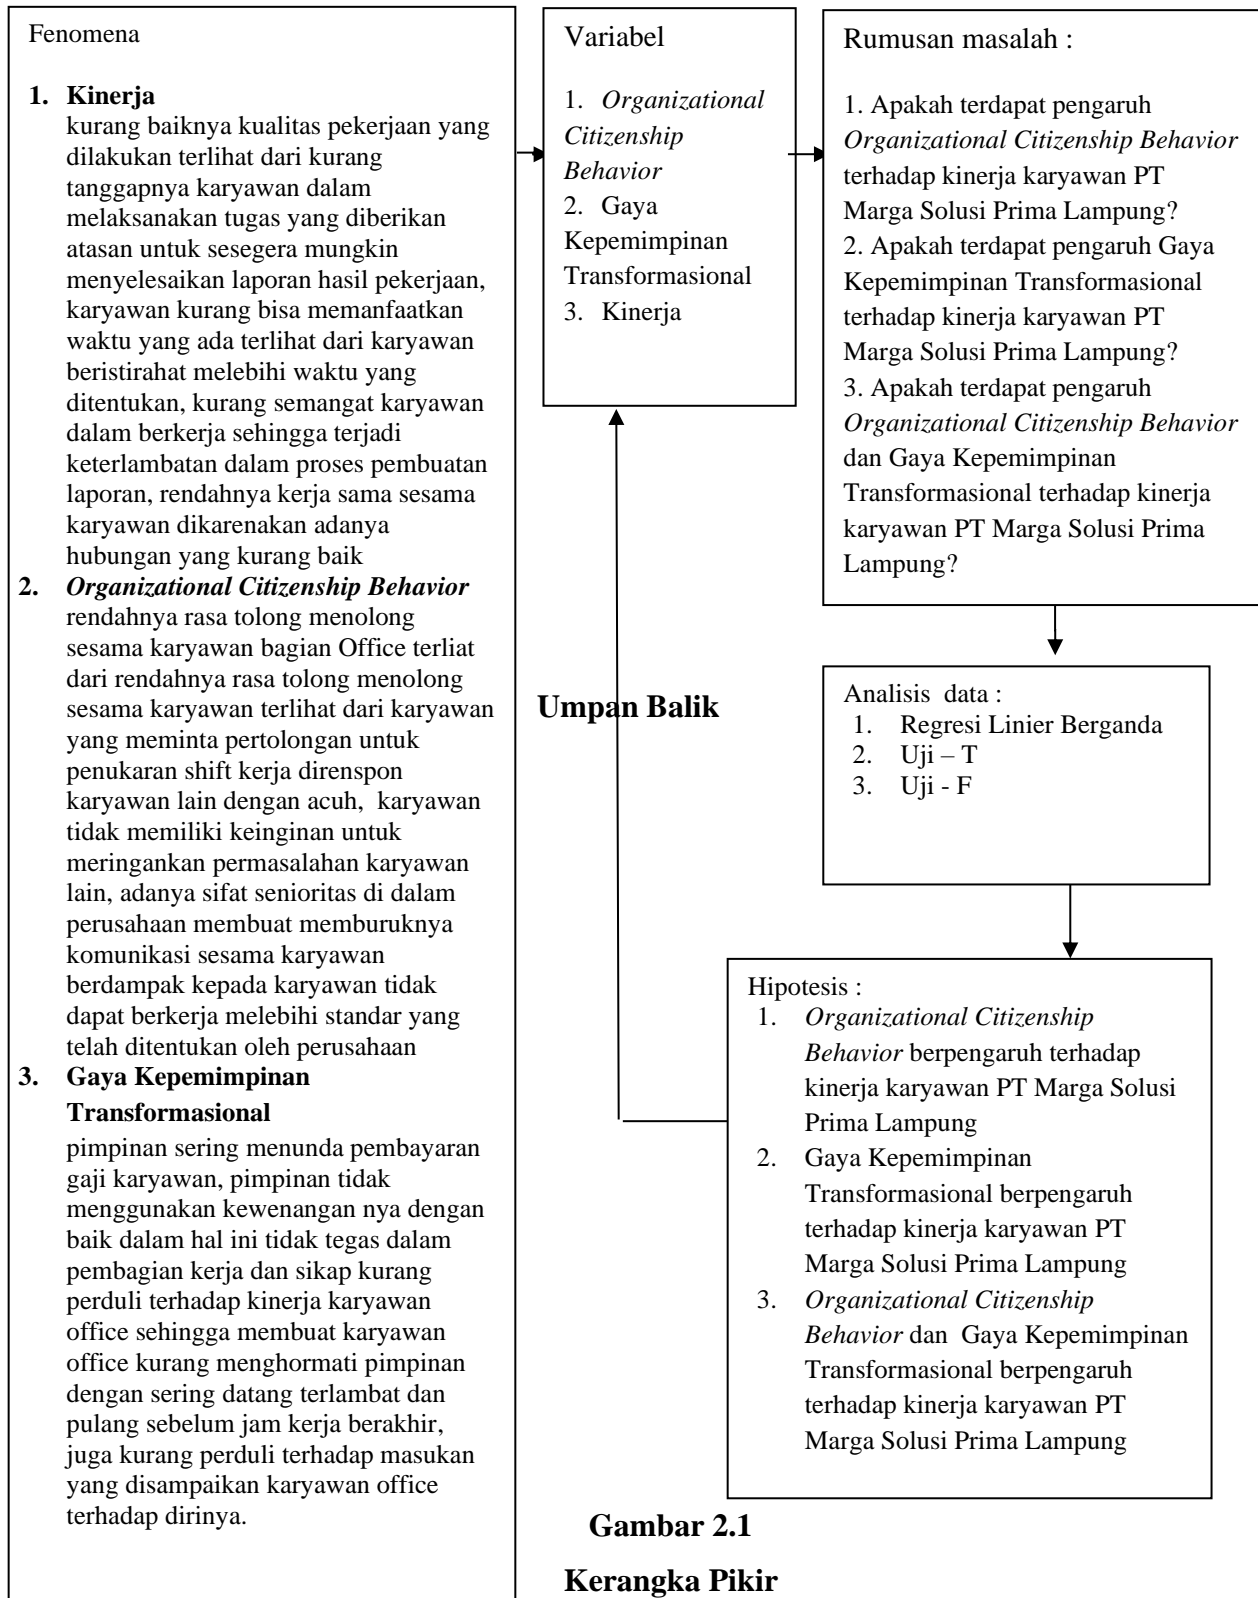 Fenomena
1. Kinerja
kurang baiknya kualitas pekerjaan yang
dilakukan terlihat dari kurang
tanggapnya karyawan dalam
melaksanakan tugas yang diberikan
atasan untuk sesegera mungkin
menyelesaikan laporan hasil pekerjaan,
karyawan kurang bisa memanfaatkan
waktu yang ada terlihat dari karyawan
beristirahat melebihi waktu yang
ditentukan, kurang semangat karyawan
dalam berkerja sehingga terjadi
keterlambatan dalam proses pembuatan
laporan, rendahnya kerja sama sesama
karyawan dikarenakan adanya
hubungan yang kurang baik
2. Organizational Citizenship Behavior
rendahnya rasa tolong menolong
sesama karyawan bagian Office terliat
dari rendahnya rasa tolong menolong
sesama karyawan terlihat dari karyawan
yang meminta pertolongan untuk
penukaran shift kerja direnspon
karyawan lain dengan acuh, karyawan
tidak memiliki keinginan untuk
meringankan permasalahan karyawan
lain, adanya sifat senioritas di dalam
perusahaan membuat memburuknya
komunikasi sesama karyawan
berdampak kepada karyawan tidak
dapat berkerja melebihi standar yang
telah ditentukan oleh perusahaan
3. Gaya Kepemimpinan
Transformasional
pimpinan sering menunda pembayaran
gaji karyawan, pimpinan tidak
menggunakan kewenangan nya dengan
baik dalam hal ini tidak tegas dalam
pembagian kerja dan sikap kurang
perduli terhadap kinerja karyawan
office sehingga membuat karyawan
office kurang menghormati pimpinan
dengan sering datang terlambat dan
pulang sebelum jam kerja berakhir,
juga kurang perduli terhadap masukan
yang disampaikan karyawan office
terhadap dirinya.
Variabel
1. Organizational
Citizenship
Behavior
2. Gaya
Kepemimpinan
Transformasional
3. Kinerja
Rumusan masalah :
1. Apakah terdapat pengaruh
Organizational Citizenship Behavior
terhadap kinerja karyawan PT
Marga Solusi Prima Lampung?
2. Apakah terdapat pengaruh Gaya
Kepemimpinan Transformasional
terhadap kinerja karyawan PT
Marga Solusi Prima Lampung?
3. Apakah terdapat pengaruh
Organizational Citizenship Behavior
dan Gaya Kepemimpinan
Transformasional terhadap kinerja
karyawan PT Marga Solusi Prima
Lampung?
Umpan Balik
Analisis data :
1. Regresi Linier Berganda
2. Uji – T
3. Uji - F
Hipotesis :
1. Organizational Citizenship
Behavior berpengaruh terhadap
kinerja karyawan PT Marga Solusi
Prima Lampung
2. Gaya Kepemimpinan
Transformasional berpengaruh
terhadap kinerja karyawan PT
Marga Solusi Prima Lampung
3. Organizational Citizenship
Behavior dan Gaya Kepemimpinan
Transformasional berpengaruh
terhadap kinerja karyawan PT
Marga Solusi Prima Lampung
Gambar 2.1
Kerangka Pikir